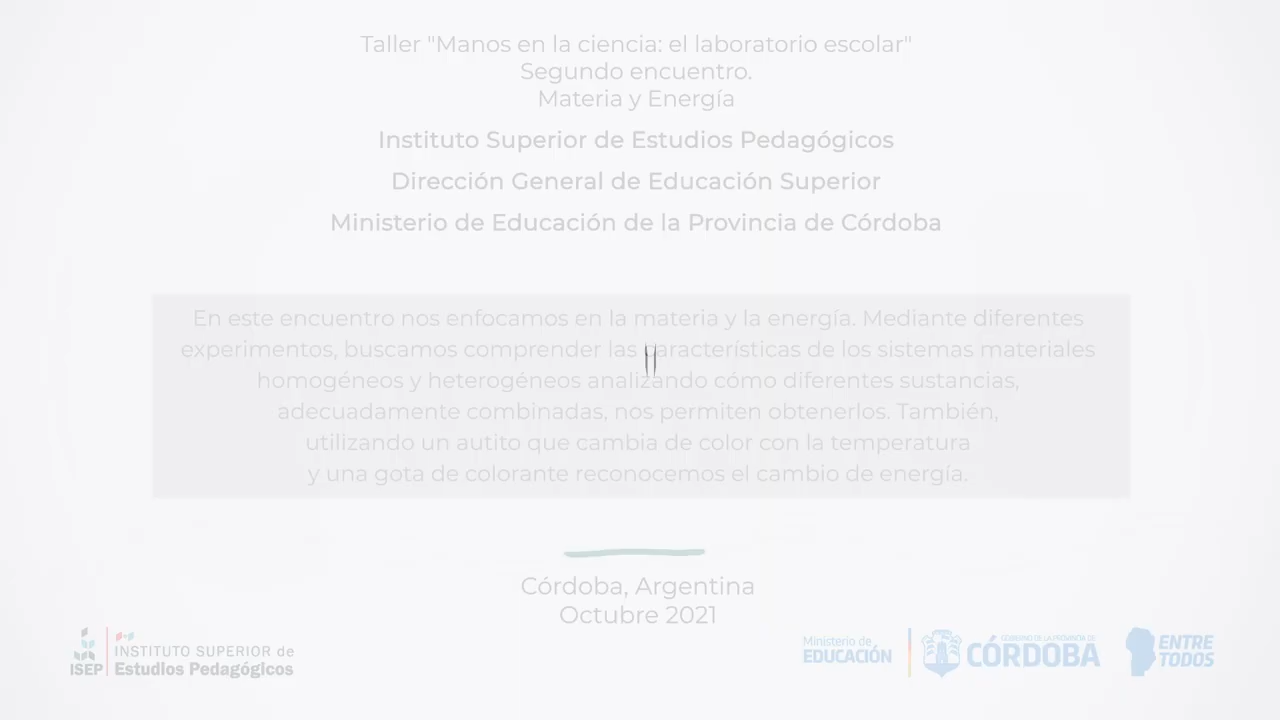 Taller "Manos en la ciencia: el laboratorio escolar"
Segundo encuentro.
Materia y Energía
Instituto Superior de Estudios Pedagógicos
Dirección General de Educación Superior
Ministerio de Educación de la Provincia de Córdoba
En este encuentro nos enfocamos en la materia y la energía. Mediante diferentes
experimentos, buscamos comprender las características de los sistemas materiales
homogéneos y heterogéneos analizando cómo diferentes sustancias,
adecuadamente combinadas, nos permiten obtenerlos. También,
utilizando un autito que cambia de color con la temperatura
y una gota de colorante reconocemos el cambio de energía.
Córdoba, Argentina
Octubre 2021
ISEP
INSTITUTO SUPERIOR de
Estudios Pedagógicos
Ministerio de
EDUCACIÓN
GOBIERNO DE LA PROVINCIA DE
CÓRDOBA
ENTRE
TODOS